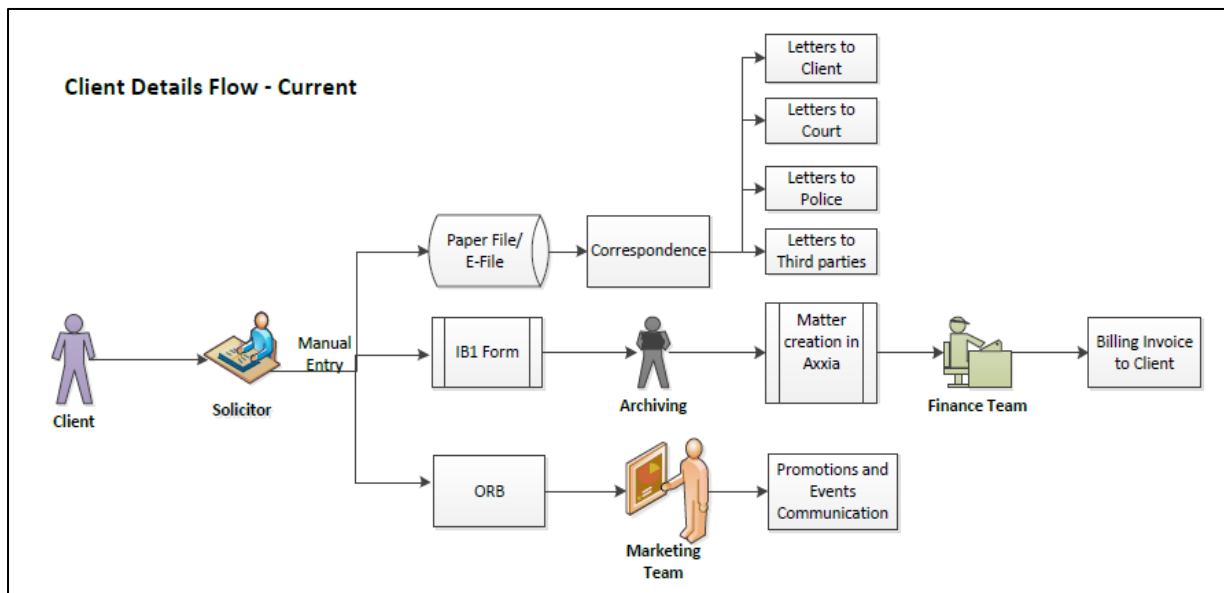 Client Details Flow - Current
Letters to
Client
Letters to
Court
Letters to
Police
Letters to
Third parties
Paper File/
E-File
Correspondence
Manual
Entry
IB1 Form
Matter
creation in
Axxia
Billing Invoice
to Client
Client
Solicitor
Archiving
Finance Team
ORB
Promotions and
Events
Communication
Marketing
Team